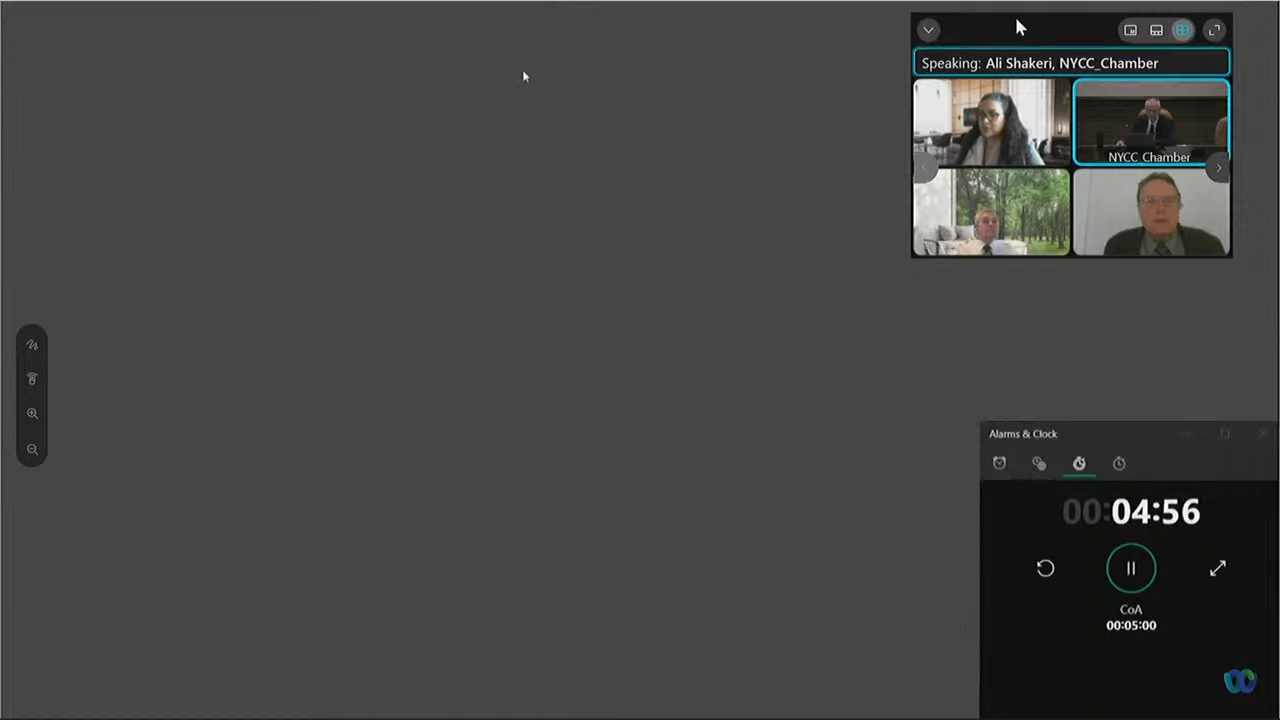 Speaking: Ali Shakeri, NYCC_Chamber
NYCC_Chamber
Alarms & Clock
00:04:56
CoA
00:05:00